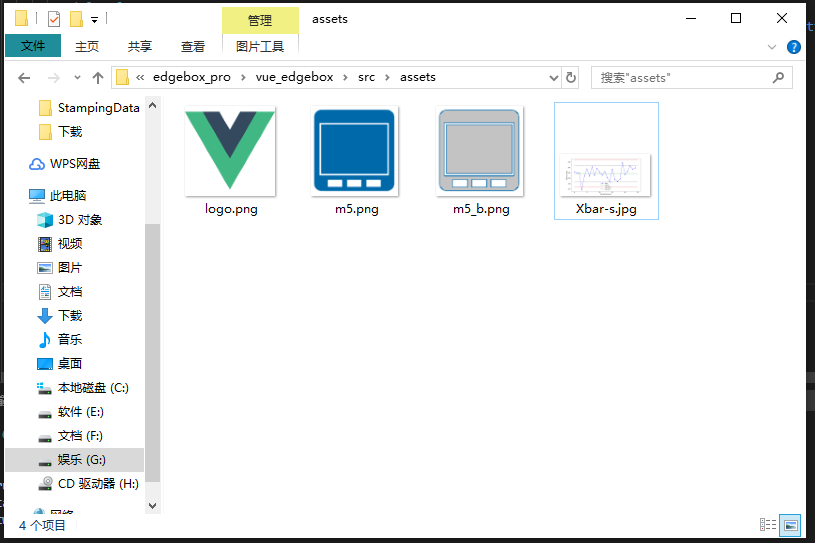 管理
assets
文件
主页
共享
查看
图片工具
« edgebox_pro > vue_edgebox > src > assets
搜索"assets"
StampingData
下载
WPS网盘
此电脑
3D 对象
视频
图片
文档
下载
音乐
桌面
本地磁盘 (C:)
软件 (E:)
文档 (F:)
娱乐 (G:)
CD 驱动器 (H:)
网络
logo.png
m5.png
m5_b.png
Xbar-s.jpg
4 个项目